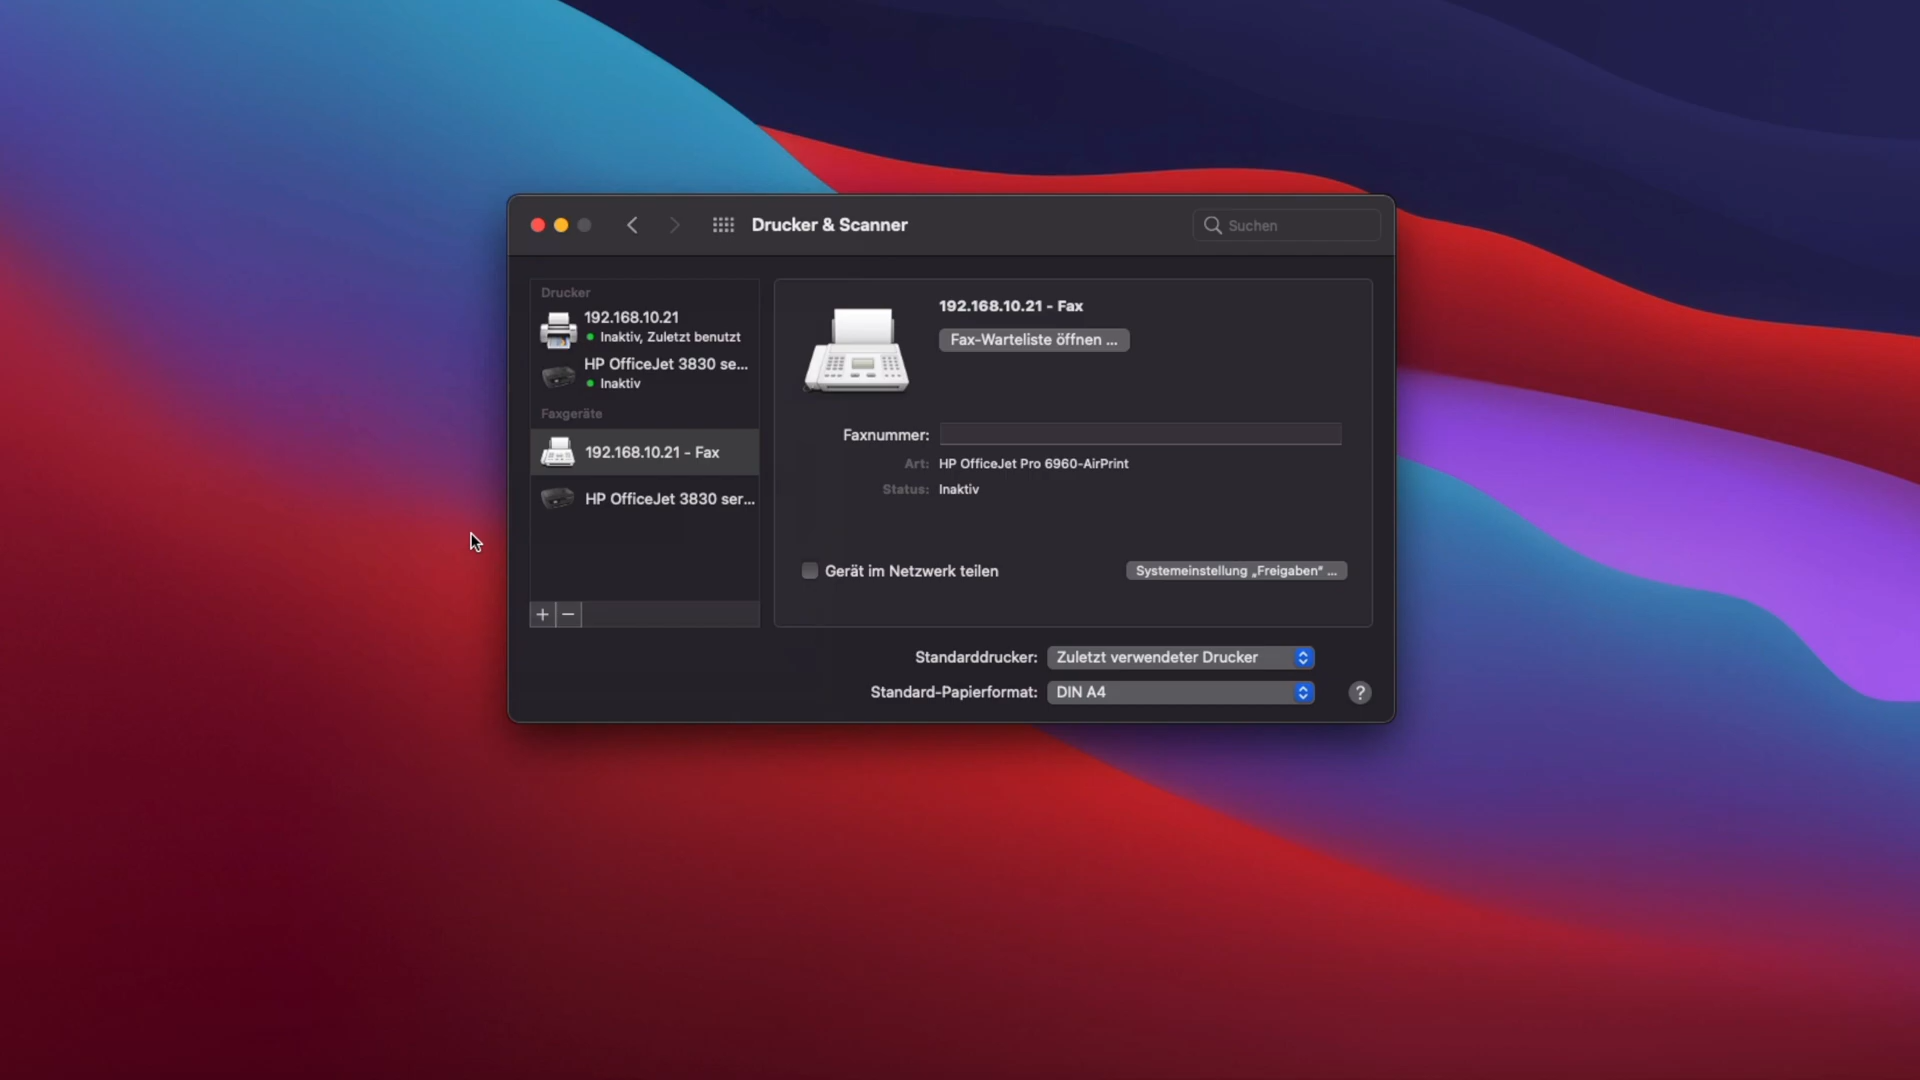 Drucker & Scanner
Suchen
Drucker
192.168.10.21
Inaktiv, Zuletzt benutzt
HP OfficeJet 3830 se...
Inaktiv
Faxgeräte
192.168.10.21 - Fax
HP OfficeJet 3830 ser...
+ −
192.168.10.21 - Fax
Fax-Warteliste öffnen ...
Faxnummer:
Art: HP OfficeJet Pro 6960-AirPrint
Status: Inaktiv
Gerät im Netzwerk teilen
Systemeinstellung „Freigaben“ ...
Standarddrucker: Zuletzt verwendeter Drucker
Standard-Papierformat: DIN A4
?